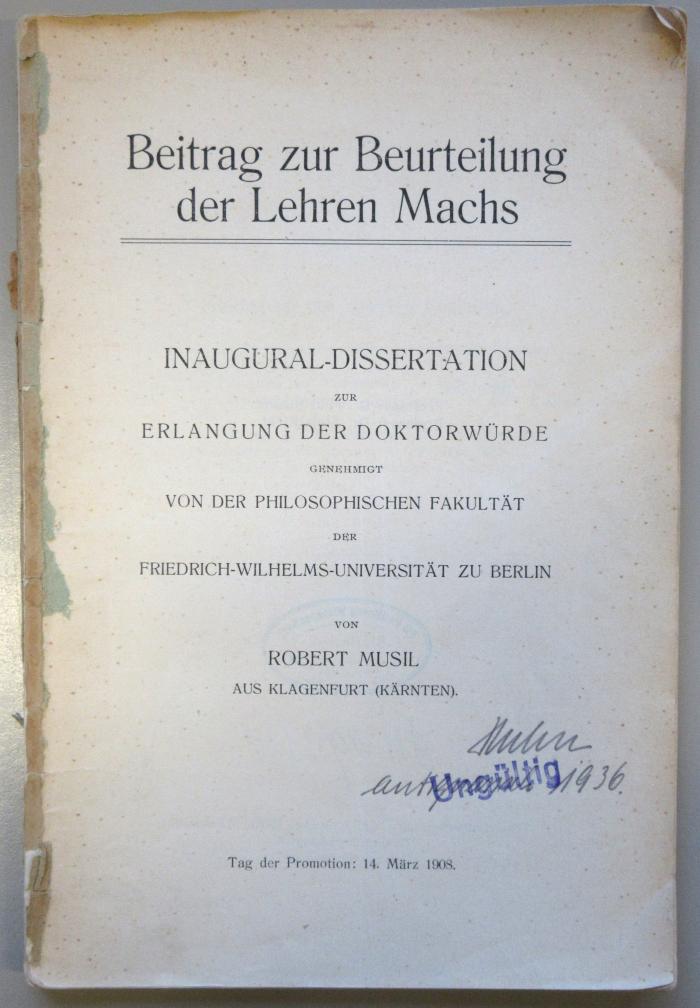 Beitrag zur Beurteilung
der Lehren Machs
INAUGURAL-DISSERTATION
ZUR
ERLANGUNG DER DOKTORWÜRDE
GENEHMIGT
VON DER PHILOSOPHISCHEN FAKULTÄT
DER
FRIEDRICH-WILHELMS-UNIVERSITÄT ZU BERLIN
VON
ROBERT MUSIL
AUS KLAGENFURT (KÄRNTEN).
Ungültig
1936.
Tag der Promotion: 14. März 1908.